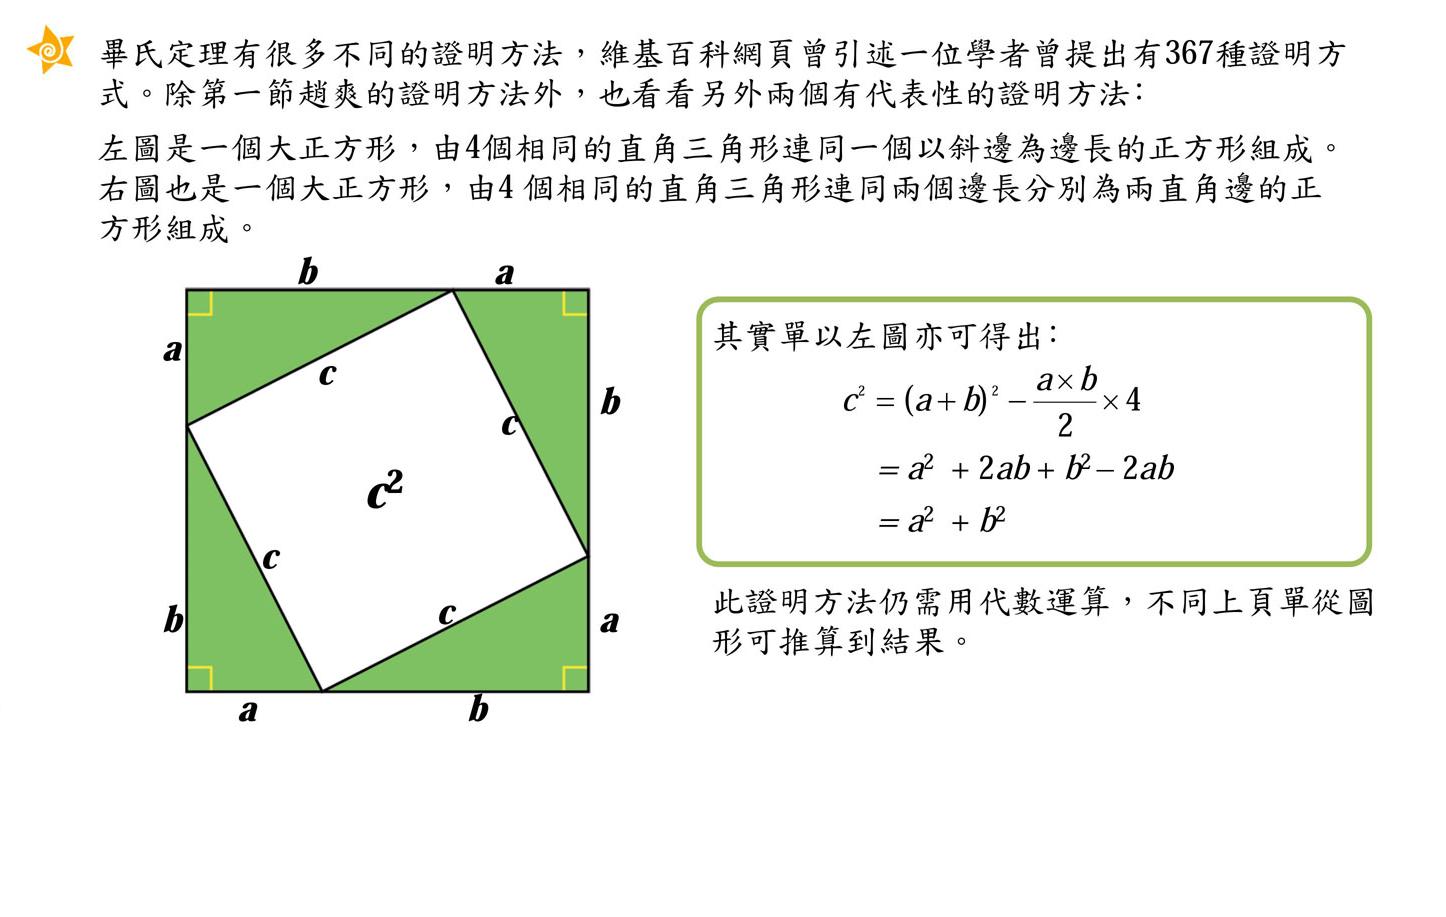 畢氏定理有很多不同的證明方法，維基百科網頁曾引述一位學者曾提出有367種證明方
式。除第一節趙爽的證明方法外，也看看另外兩個有代表性的證明方法：
左圖是一個大正方形，由4個相同的直角三角形連同一個以斜邊為邊長的正方形組成。
右圖也是一個大正方形，由4 個相同的直角三角形連同兩個邊長分別為兩直角邊的正
方形組成。
b
a
a
c
b
c
c²
c
b
c
a
a
b
其實單以左圖亦可得出：
c² = (a + b)² − a × b / 2 × 4
= a² + 2ab + b² − 2ab
= a² + b²
此證明方法仍需用代數運算，不同上頁單從圖
形可推算到結果。